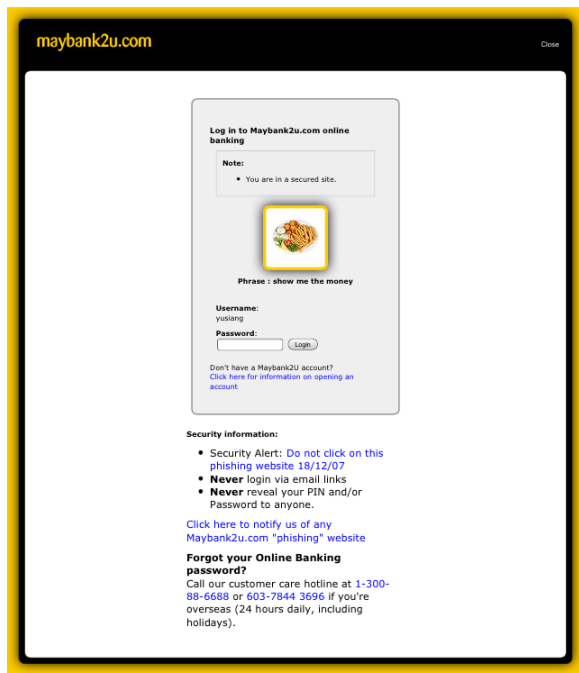 maybank2u.com
Close
Log in to Maybank2u.com online
banking
Note:
• You are in a secured site.
Phrase : show me the money
Username:
yusiang
Password:
Login
Don't have a Maybank2U account?
Click here for information on opening an
account
Security information:
• Security Alert: Do not click on this
phishing website 18/12/07
• Never login via email links
• Never reveal your PIN and/or
Password to anyone.
Click here to notify us of any
Maybank2u.com "phishing" website
Forgot your Online Banking
password?
Call our customer care hotline at 1-300-
88-6688 or 603-7844 3696 if you're
overseas (24 hours daily, including
holidays).